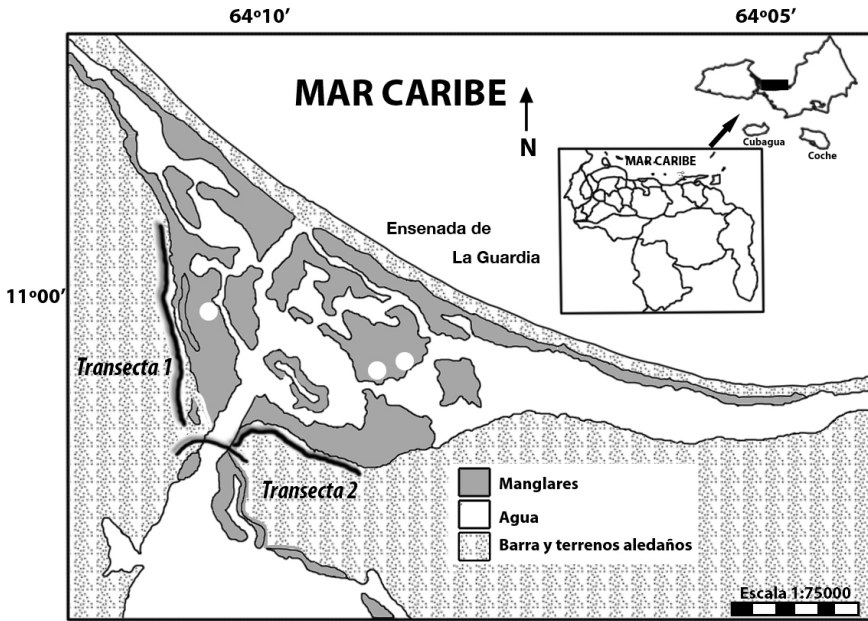 64º10’
64º05’
MAR CARIBE
N
Cubagua
Coche
MAR CARIBE
Ensenada de
La Guardia
11º00’
Transecta 1
Transecta 2
Manglares
Agua
Barra y terrenos aledaños
Escala 1:75000